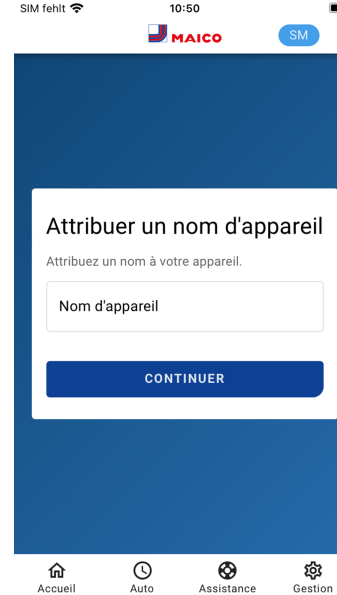 SIM fehlt 10:50
MAICO SM
Attribuer un nom d'appareil
Attribuez un nom à votre appareil.
Nom d'appareil
CONTINUER
Accueil Auto Assistance Gestion